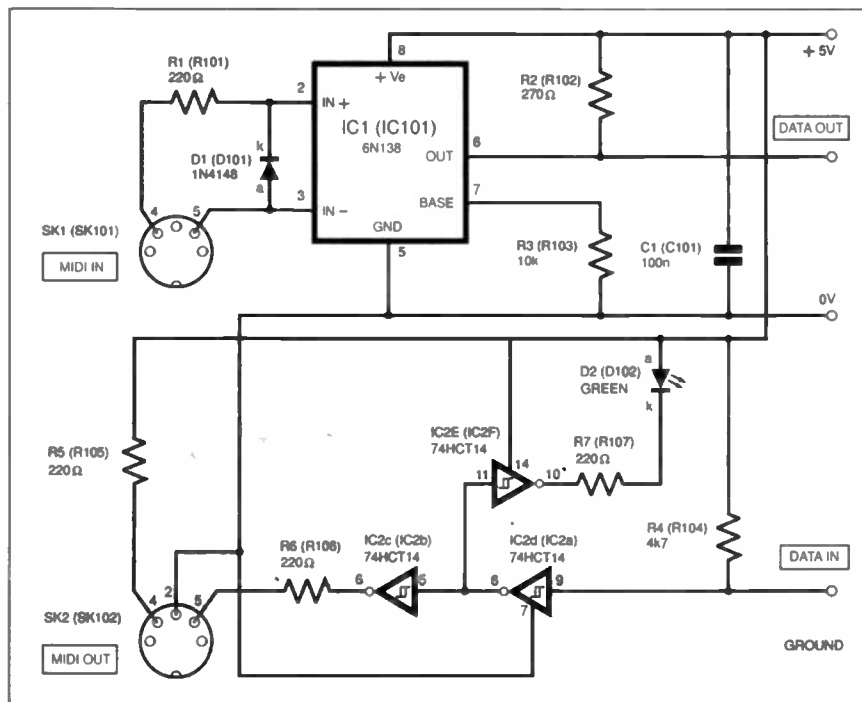 8
+ 5V
R1 (R101)
220Ω
+ Ve
R2 (R102)
270Ω
2
IN +
IC1 (IC101)
6N138
DATA OUT
k
D1 (D101)
1N4148
a
OUT
6
3
IN -
BASE
7
4
5
GND
5
SK1 (SK101)
MIDI IN
R3 (R103)
10k
C1 (C101)
100n
0V
a
D2 (D102)
GREEN
k
IC2E (IC2F)
74HCT14
R5 (R105)
220Ω
14
11
10
R7 (R107)
220Ω
R4 (R104)
4k7
R6 (R106)
220Ω
IC2c (IC2b)
74HCT14
IC2d (IC2a)
74HCT14
DATA IN
4
2
5
6
5
8
9
7
SK2 (SK102)
MIDI OUT
GROUND